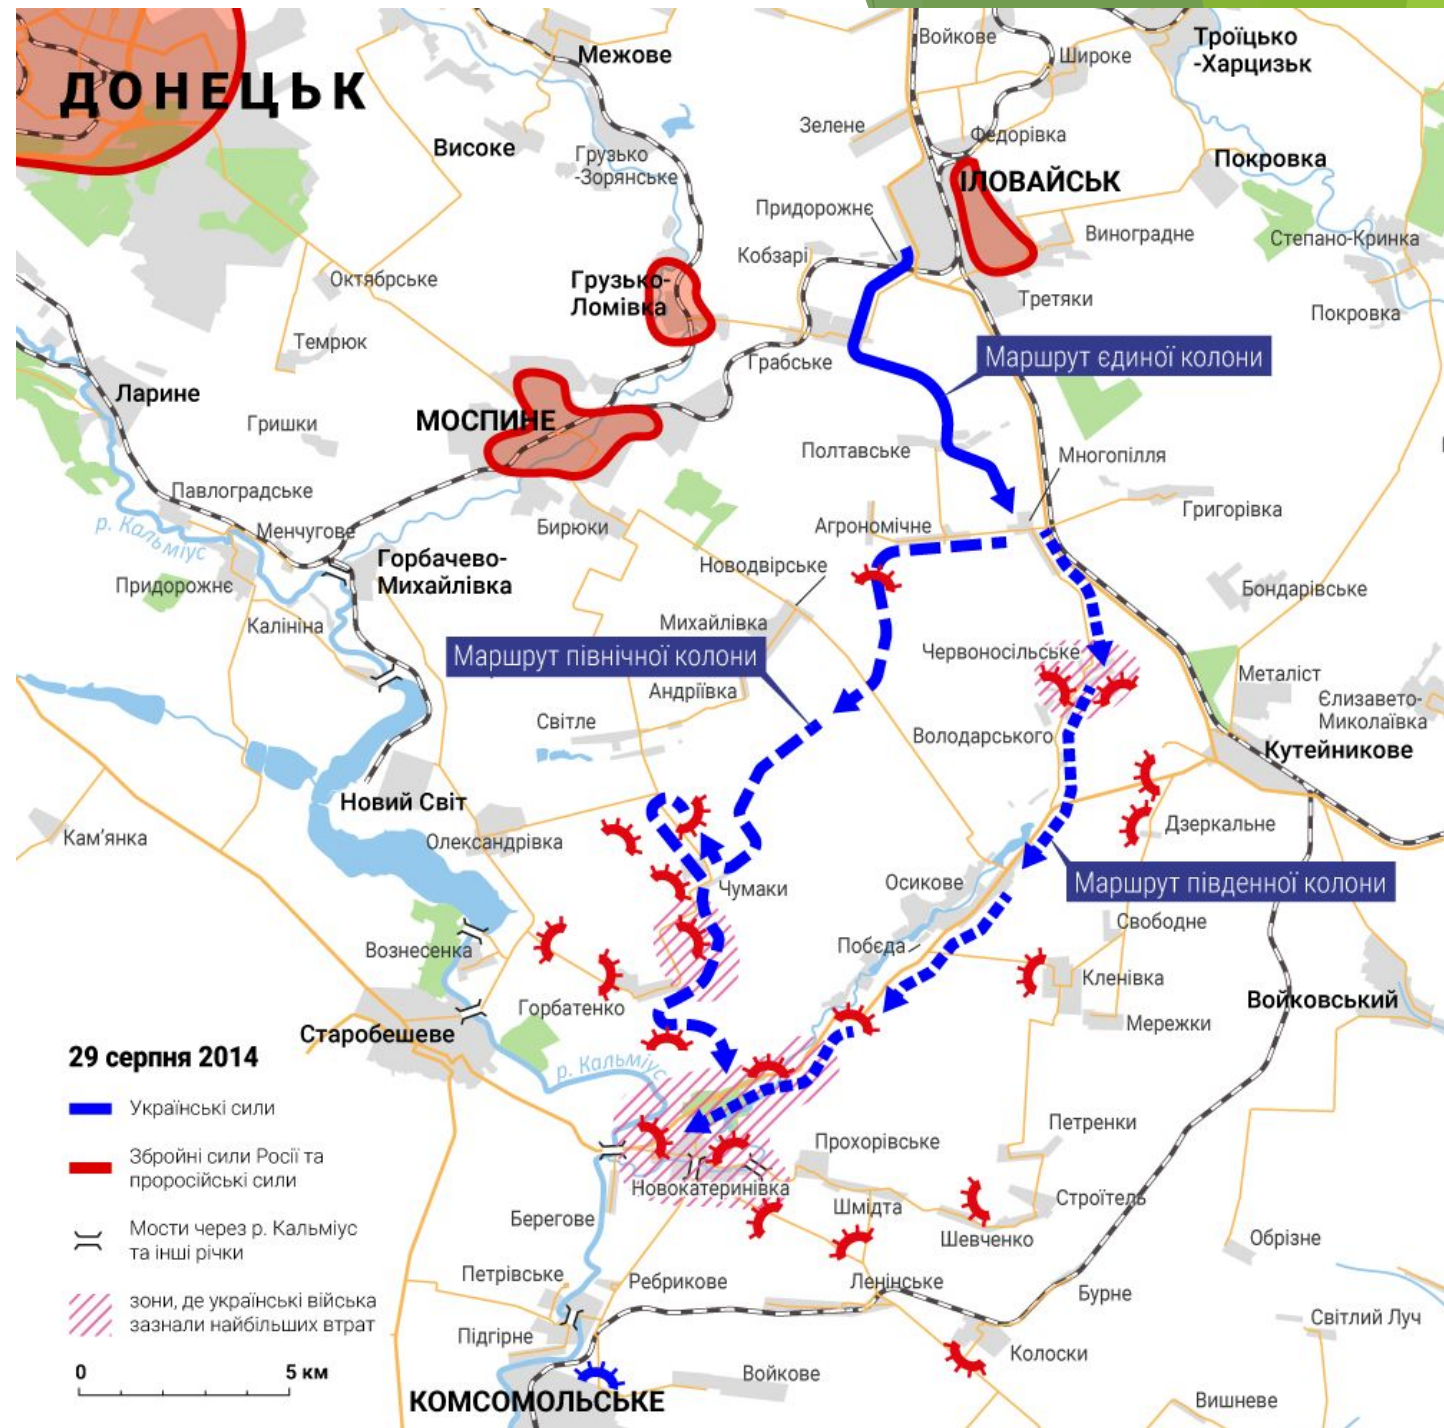 ДОНЕЦЬК
Межове
Войкове
Широке
Троїцько
-Харцизьк
Високе
Грузько
-Зорянське
Зелене
Федорівка
Покровка
ІЛОВАЙСЬК
Придорожнє
Виноградне
Степано-Кринка
Кобзарі
Октябрське
Грузько-
Ломівка
Третяки
Покровка
Темрюк
Грабське
Маршрут єдиної колони
Ларине
Гришки
МОСПИНЕ
Полтавське
Многопілля
Павлоградське
р. Кальміус
Менчугове
Бирюки
Агрономічне
Григорівка
Горбачево-
Михайлівка
Придорожнє
Новодвірське
Бондарівське
Калініна
Михайлівка
Маршрут північної колони
Червоносільське
Андріївка
Металіст
Єлизавето-
Миколаївка
Світле
Володарського
Кутейникове
Новий Світ
Кам’янка
Олександрівка
Дзеркальне
Чумаки
Осикове
Маршрут південної колони
Свободне
Вознесенка
Побєда
Кленівка
Горбатенко
Войковський
Старобешеве
Мережки
р. Кальміус
29 серпня 2014
Українські сили
Збройні сили Росії та
проросійські сили
Мости через р. Кальміус
та інші річки
зони, де українські війська
зазнали найбільших втрат
0 5 км
Петренки
Прохорівське
Новокатеринівка
Строїтель
Шмідта
Берегове
Шевченко
Обрізне
Петрівське
Ребрикове
Ленінське
Бурне
Світлий Луч
Підгірне
Колоски
Войкове
КОМСОМОЛЬСЬКЕ
Вишневе